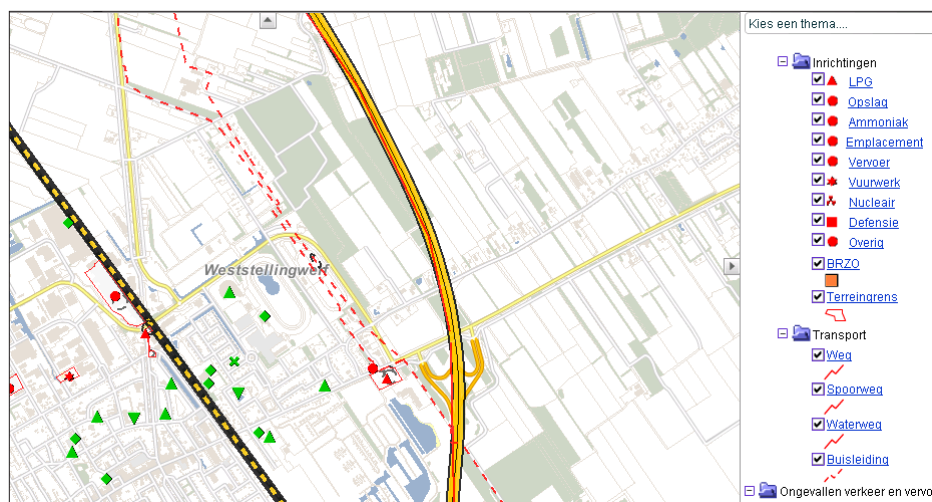 Kies een thema....
Inrichtingen
LPG
Opslag
Ammoniak
Emplacement
Vervoer
Vuurwerk
Nucleair
Defensie
Overig
BRZO
Terreingrens
Transport
Weg
Spoorweg
Waterweg
Buisleiding
Ongevallen verkeer en vervo
Weststellingwerf